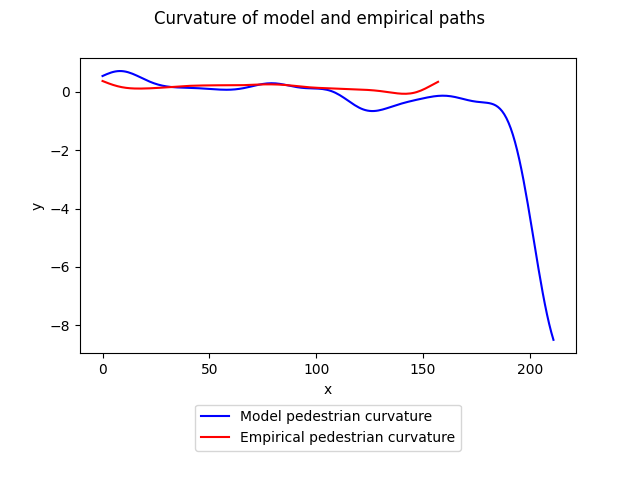 Curvature of model and empirical paths
0
−2
−4
−6
−8
y
0 50 100 150 200
x
Model pedestrian curvature
Empirical pedestrian curvature